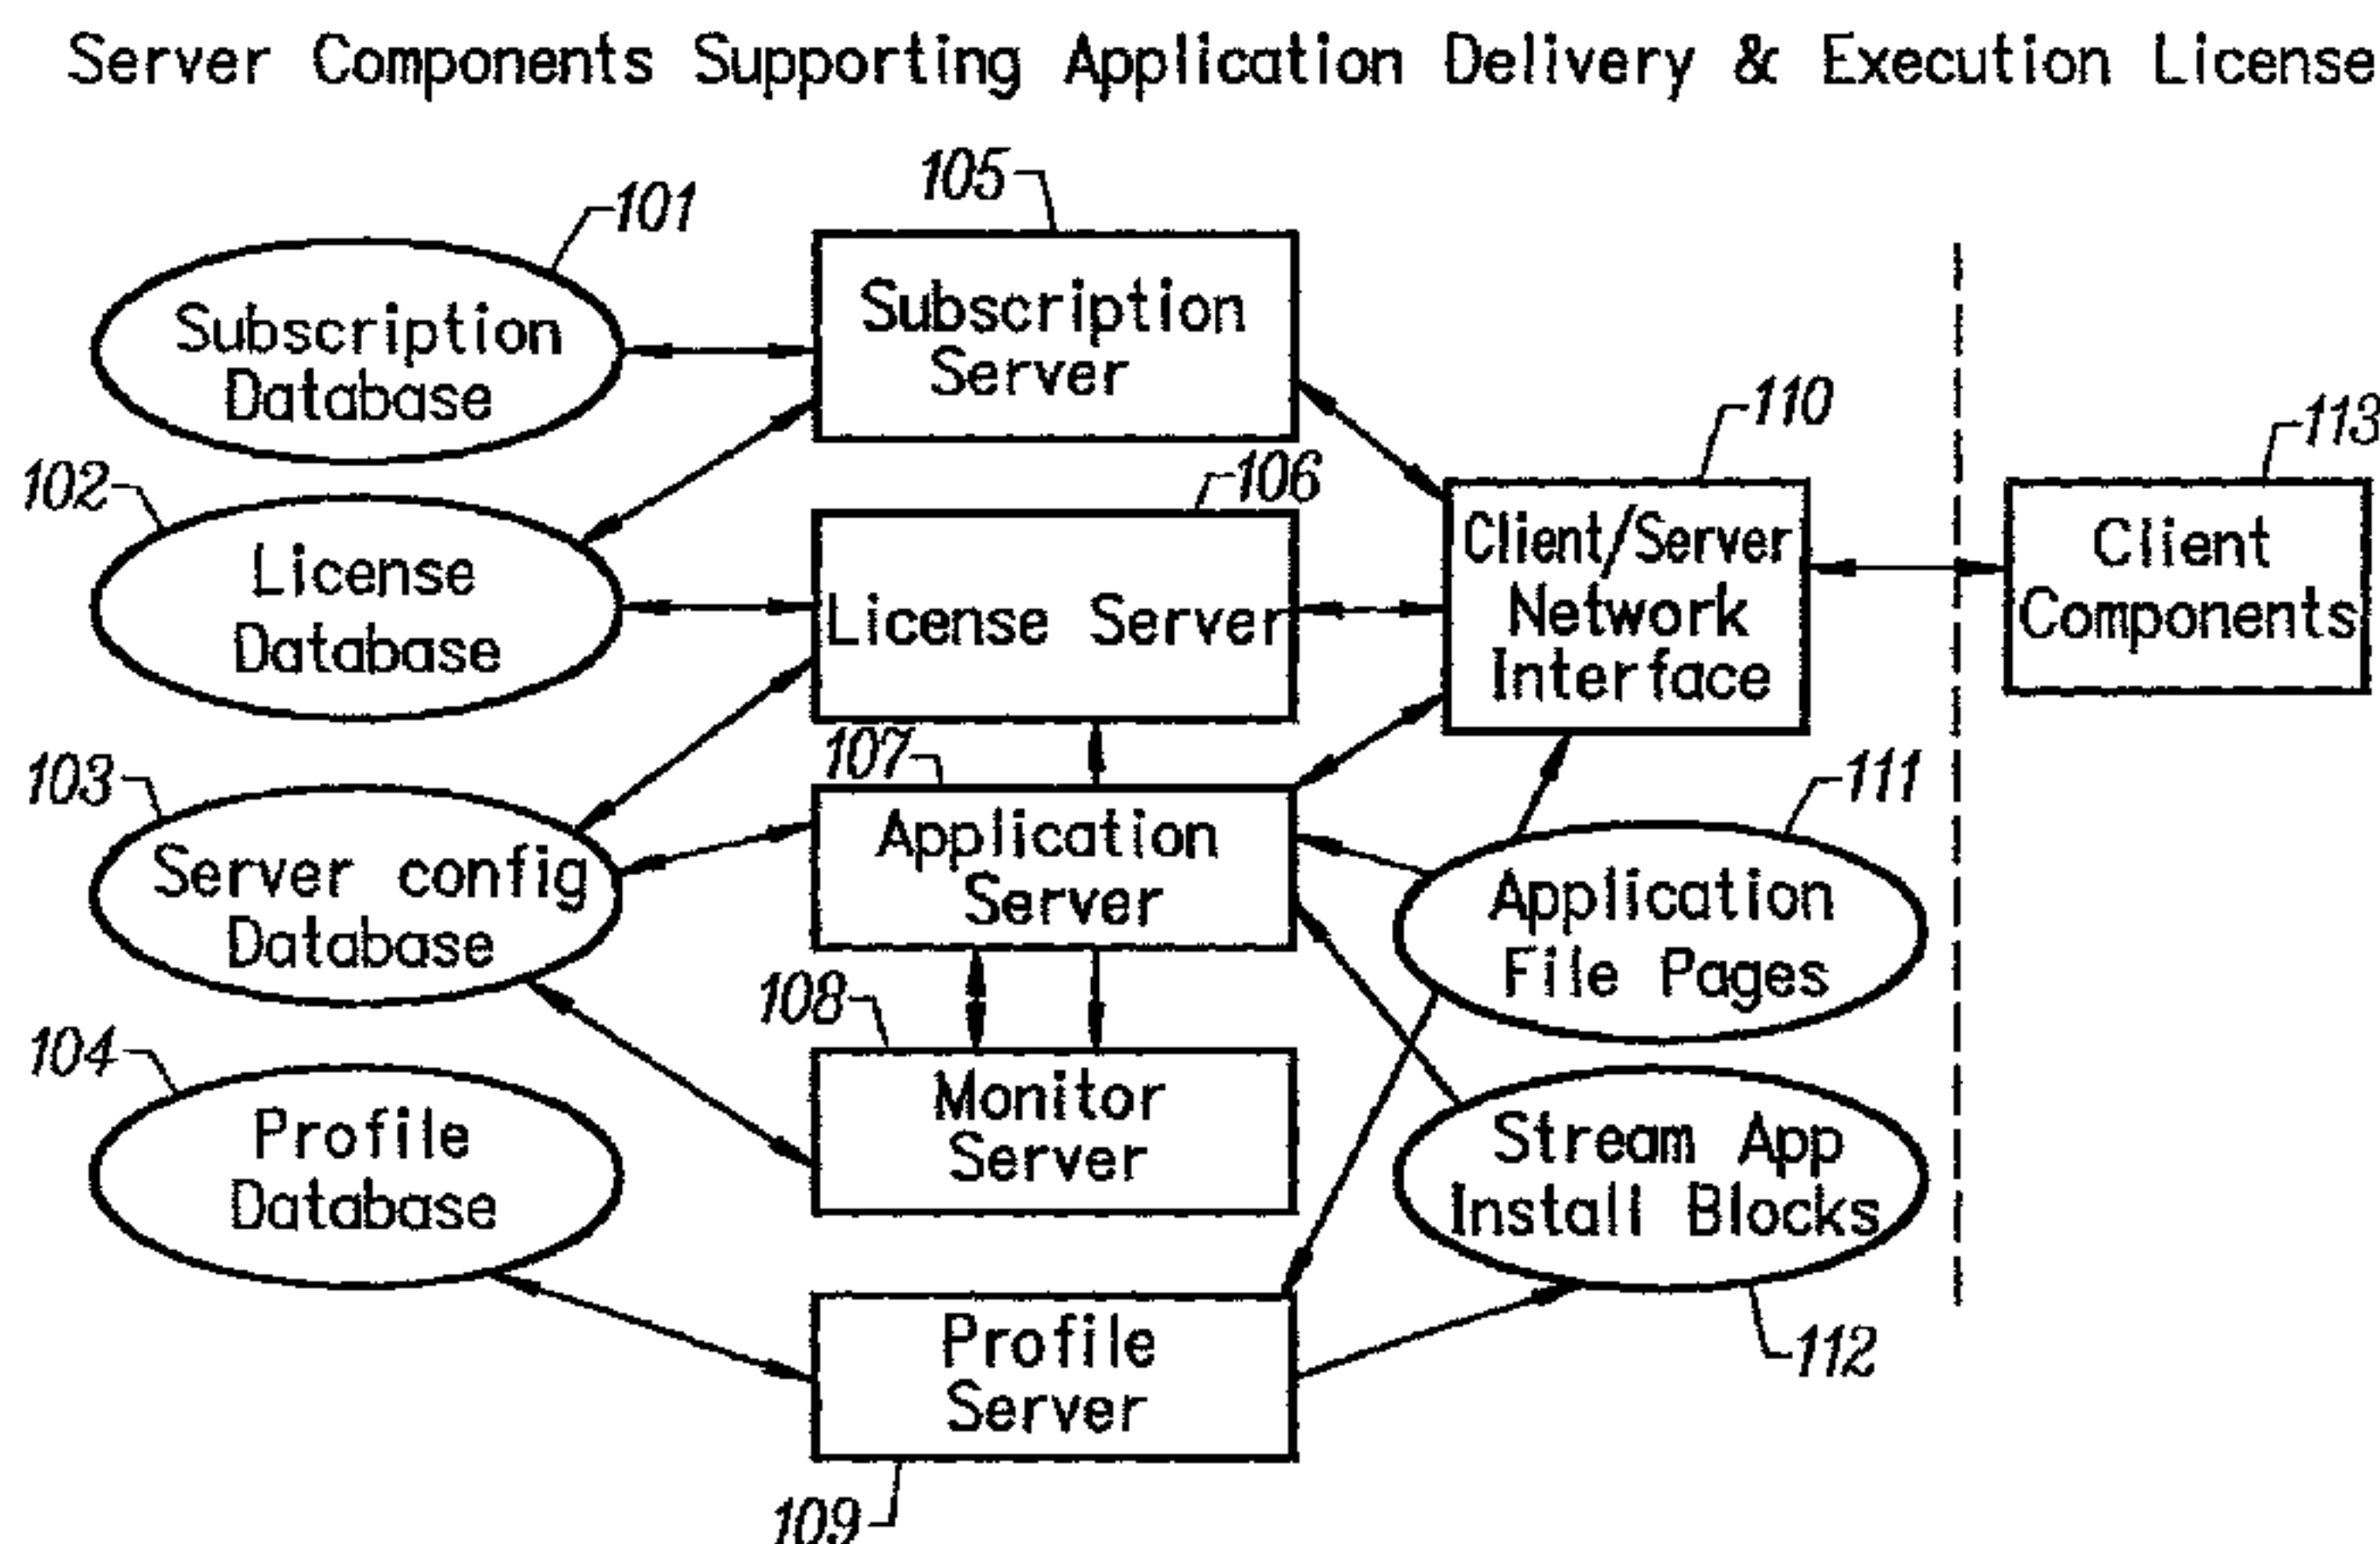 Server Components Supporting Application Delivery & Execution License
105
101
Subscription
Database
Subscription
Server
110
113
102
106
License
Database
License Server
Client/Server
Network
Interface
Client
Components
103
107
111
Server config
Database
Application
Server
Application
File Pages
108
104
Profile
Database
Monitor
Server
Stream App
Install Blocks
Profile
Server
112
109